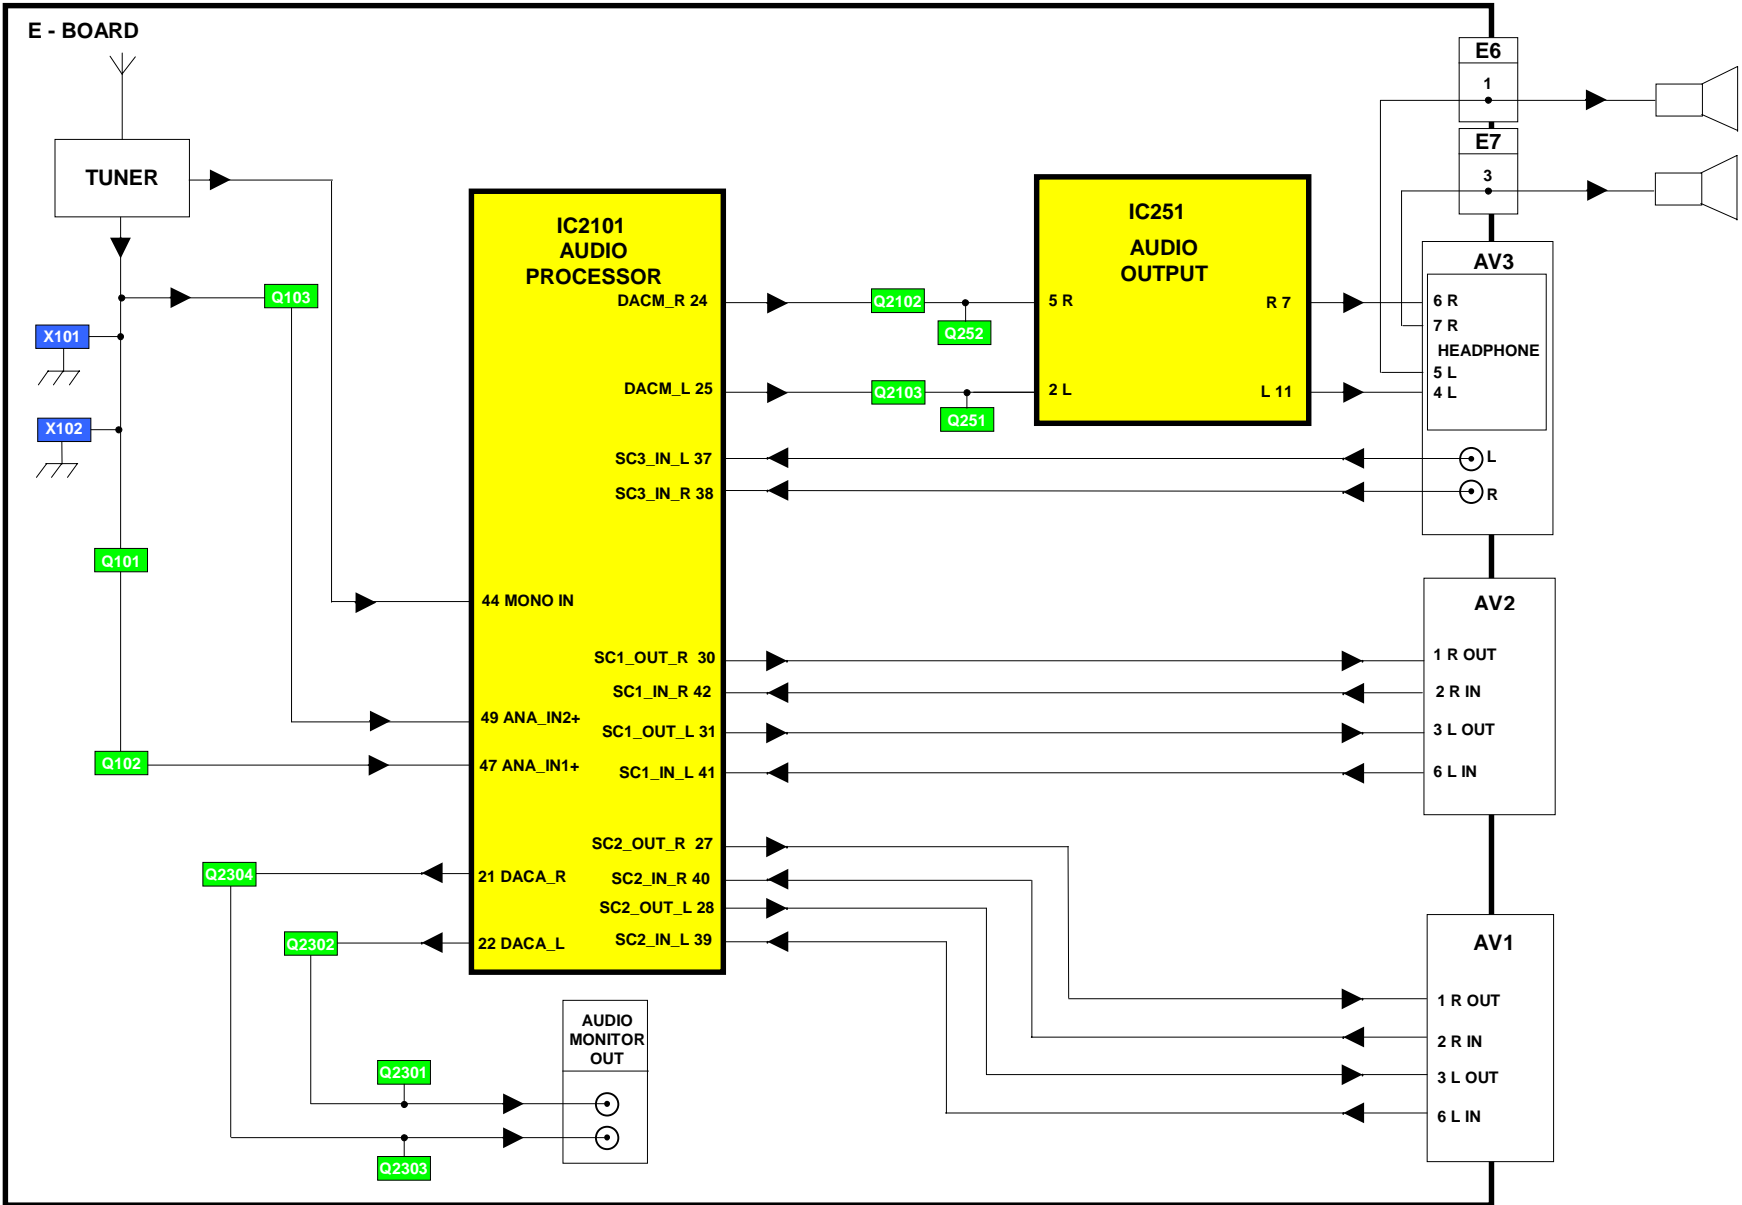 E - BOARD
TUNER
X101
X102
Q103
Q101
Q102
IC2101
AUDIO
PROCESSOR
DACM_R 24
DACM_L 25
SC3_IN_L 37
SC3_IN_R 38
44 MONO IN
SC1_OUT_R 30
SC1_IN_R 42
49 ANA_IN2+
SC1_OUT_L 31
47 ANA_IN1+
SC1_IN_L 41
SC2_OUT_R 27
21 DACA_R
SC2_IN_R 40
SC2_OUT_L 28
22 DACA_L
SC2_IN_L 39
Q2304
Q2302
Q2301
Q2303
AUDIO
MONITOR
OUT
Q2102
Q252
Q2103
Q251
IC251
AUDIO
OUTPUT
5 R
R 7
2 L
L 11
E6
1
E7
3
AV3
6 R
7 R
HEADPHONE
5 L
4 L
L
R
AV2
1 R OUT
2 R IN
3 L OUT
6 L IN
AV1
1 R OUT
2 R IN
3 L OUT
6 L IN